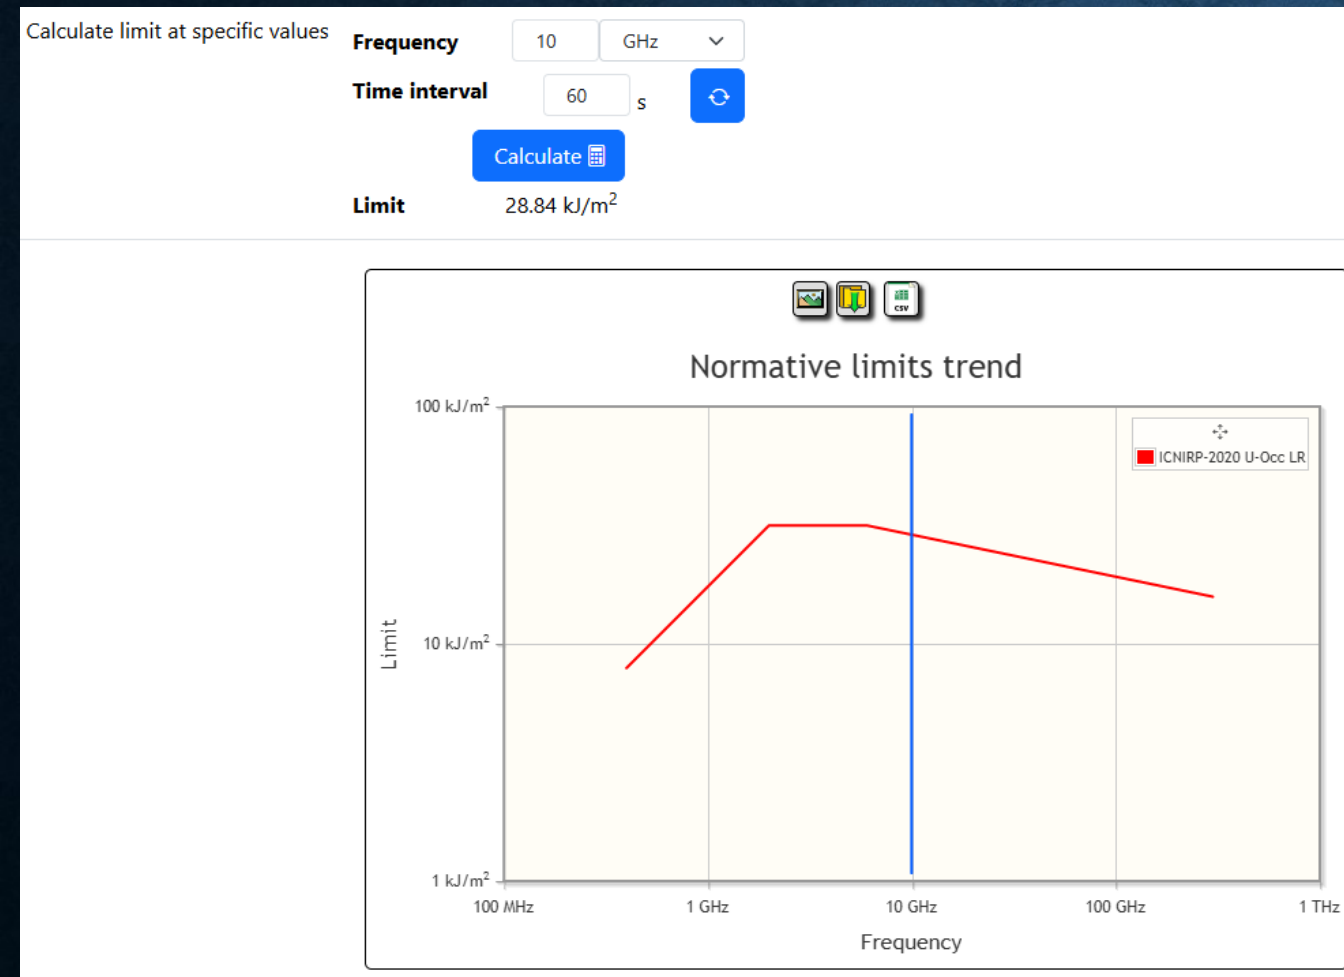 Calculate limit at specific values
Frequency 10 GHz
Time interval 60 s
Calculate
Limit 28.84 kJ/m²
CSV
Normative limits trend
100 kJ/m²
ICNIRP-2020 U-Occ LR
Limit
10 kJ/m²
1 kJ/m²
100 MHz 1 GHz 10 GHz 100 GHz 1 THz
Frequency